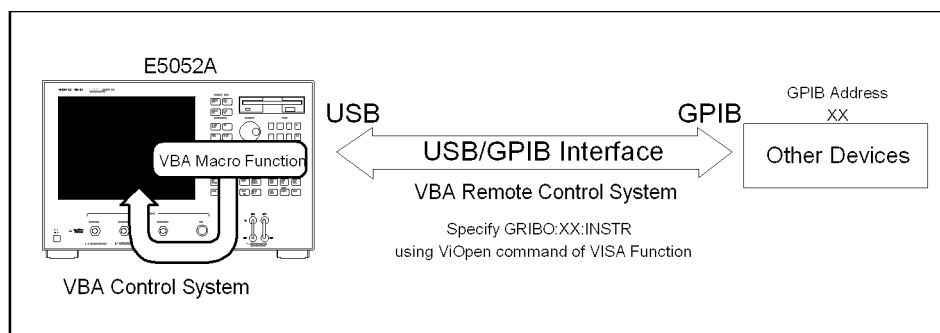 E5052A
USB
GPIB
GPIB Address
XX
VBA Macro Function
USB/GPIB Interface
Other Devices
VBA Remote Control System
Specify GRIBO:XX:INSTR
using ViOpen command of VISA Function
VBA Control System